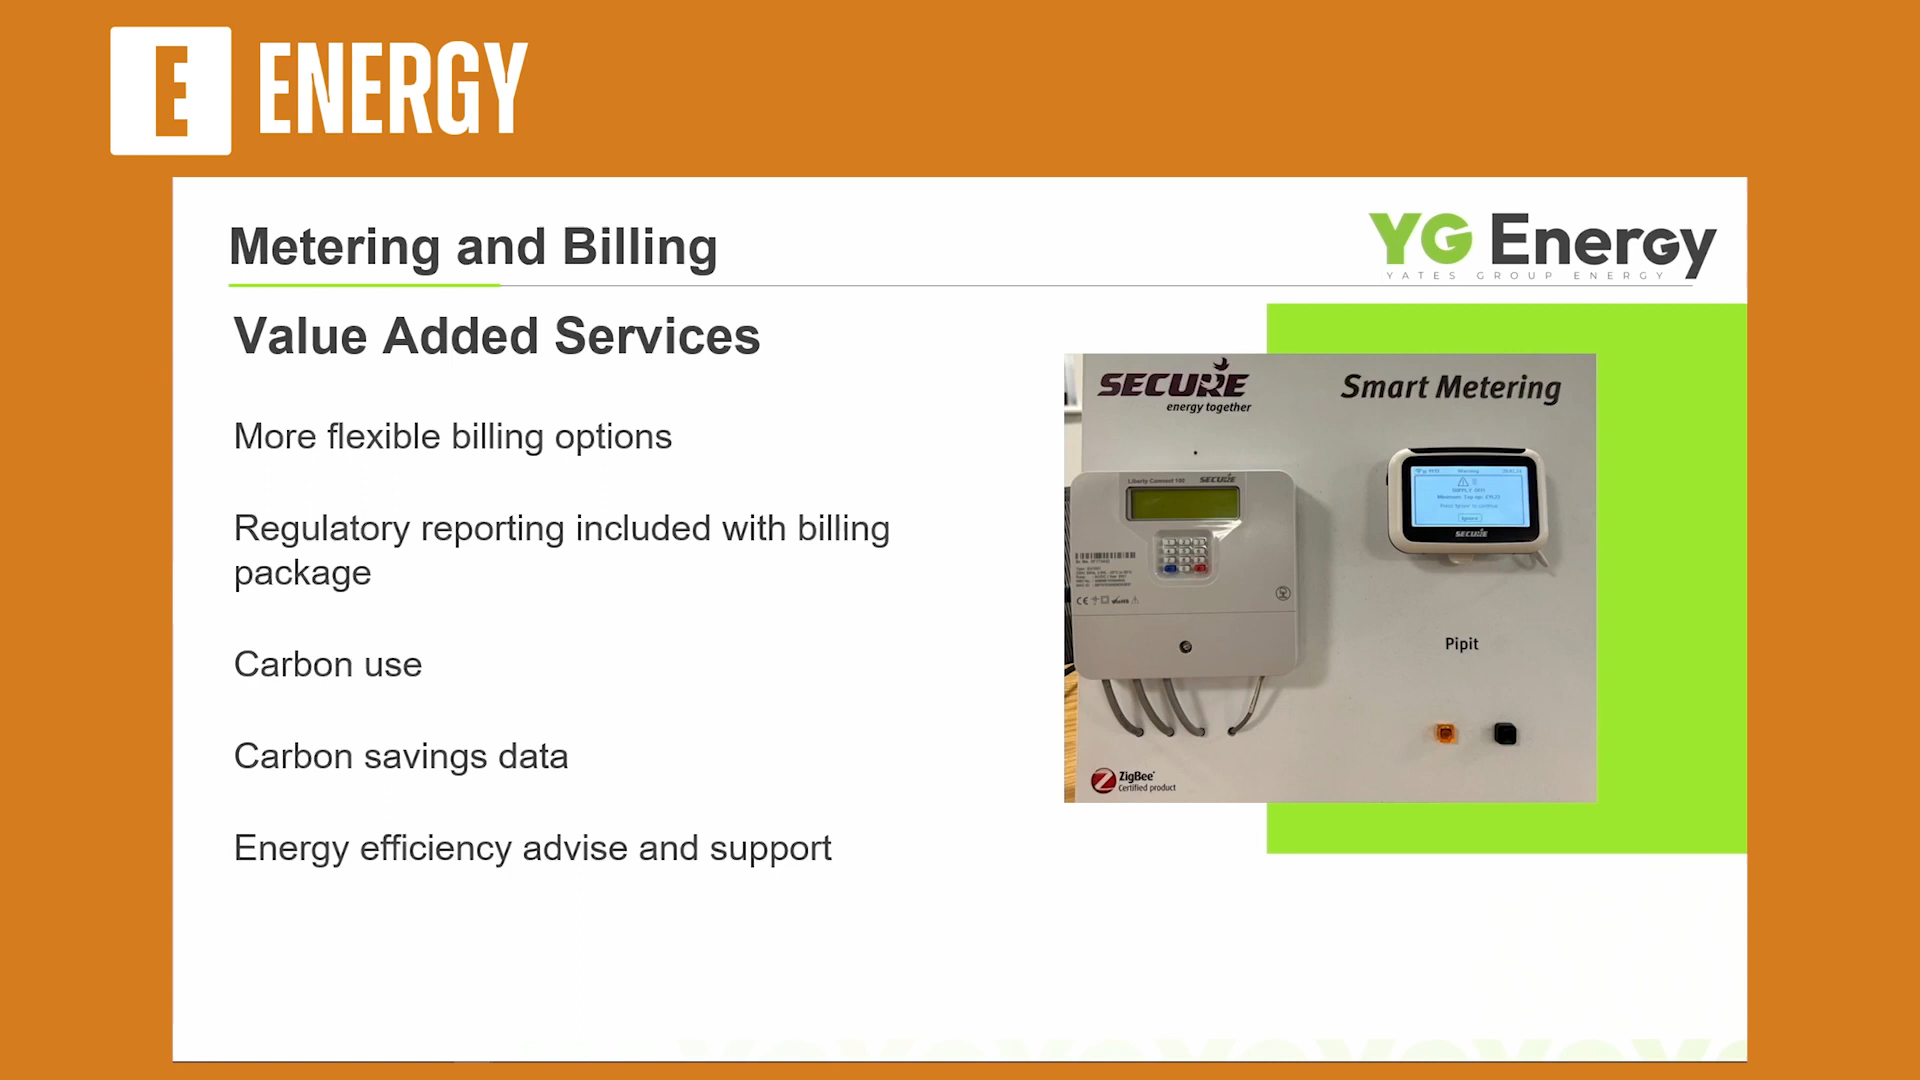 E ENERGY
Metering and Billing
YG Energy
YATES GROUP ENERGY
Value Added Services
More flexible billing options
Regulatory reporting included with billing
package
Carbon use
Carbon savings data
Energy efficiency advise and support
SECURE
energy together
Smart Metering
Liberty Connect 100 SECURE
Warning
SECURE
Pipit
ZigBee
Certified product